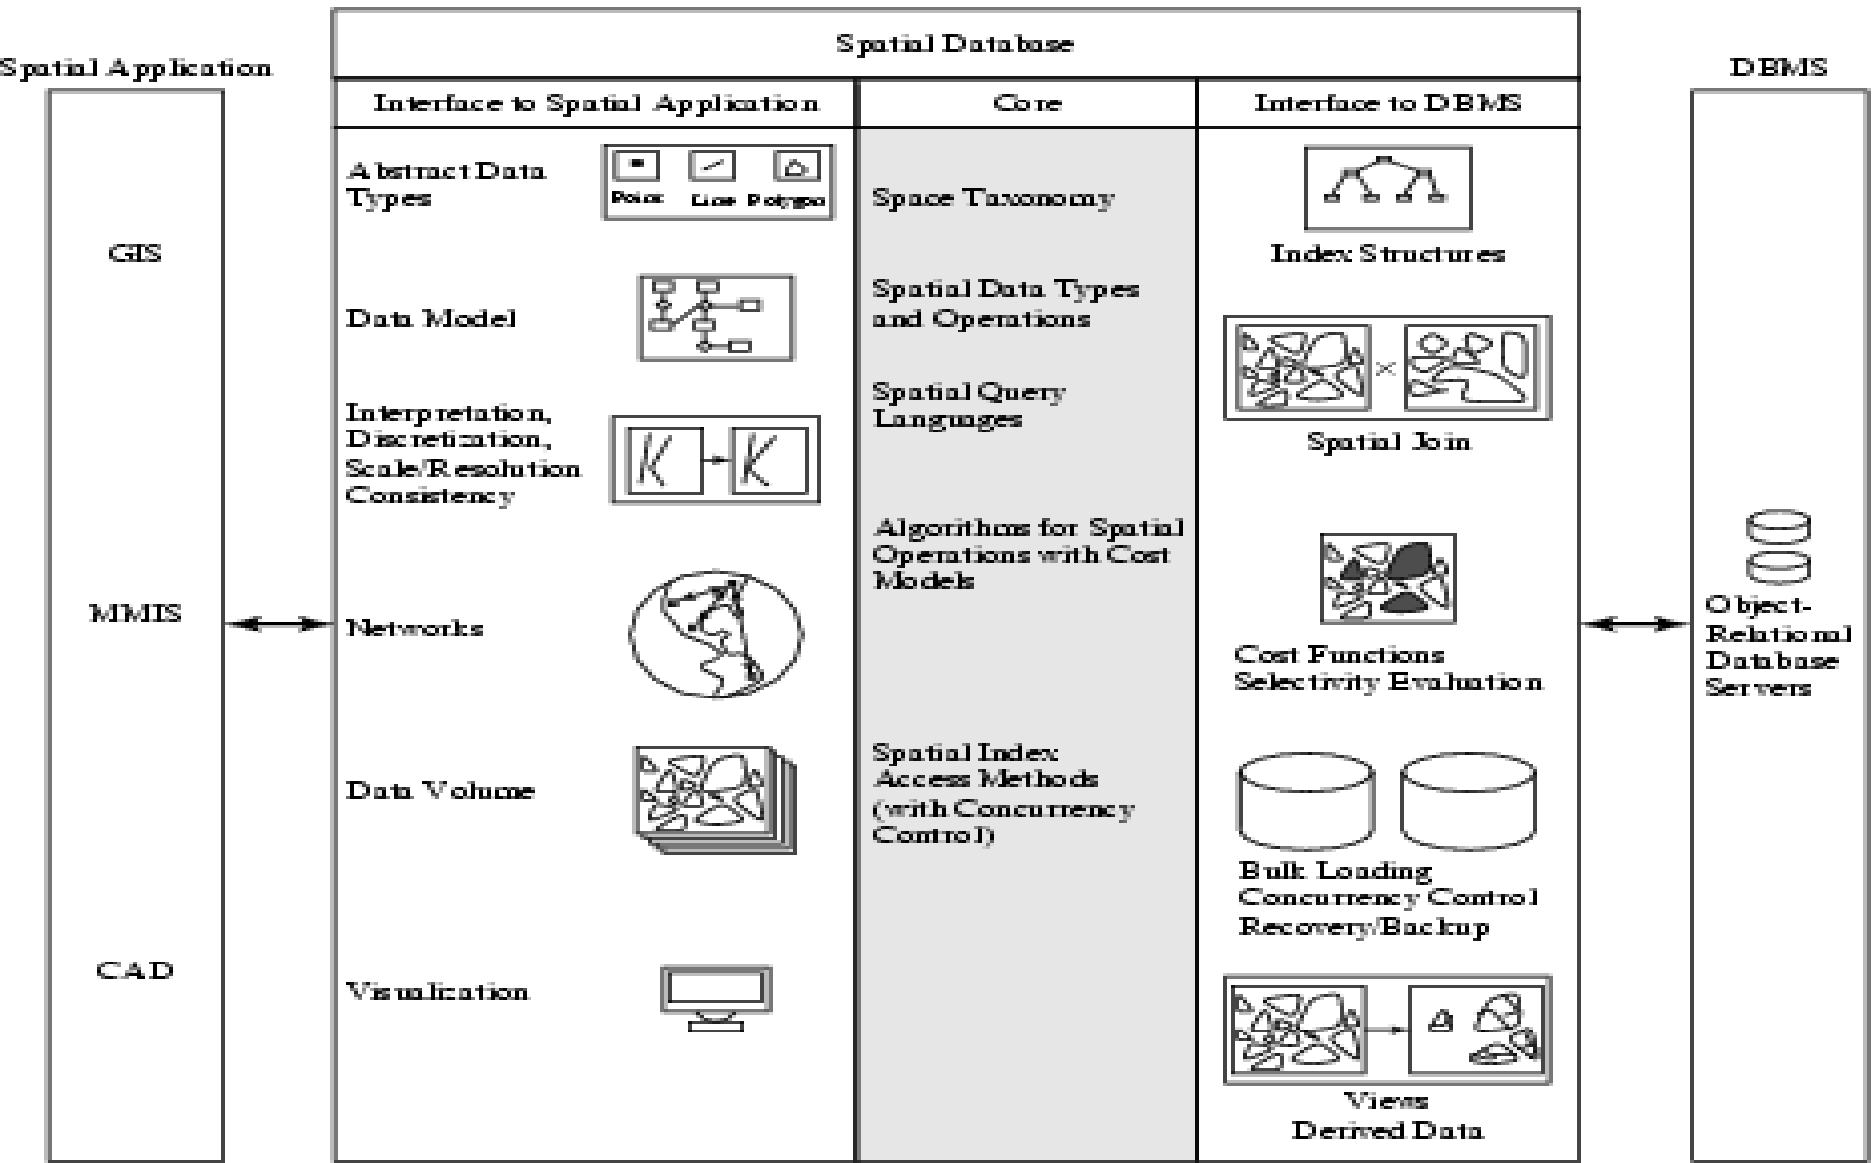 Spatial Database
Spatial Application
DBMS
Interface to Spatial Application
Core
Interface to DBMS
GIS
MMIS
CAD
Abstract Data
Types
Point Line Polygon
Data Model
Interpretation,
Discretization,
Scale/Resolution
Consistency
K K
Networks
Data Volume
Visualization
Space Taxonomy
Spatial Data Types
and Operations
Spatial Query
Languages
Algorithms for Spatial
Operations with Cost
Models
Spatial Index
Access Methods
(with Concurrency
Control)
Index Structures
×
Spatial Join
Cost Functions
Selectivity Evaluation
Bulk Loading
Concurrency Control
Recovery/Backup
Views
Derived Data
Object-
Relational
Database
Servers